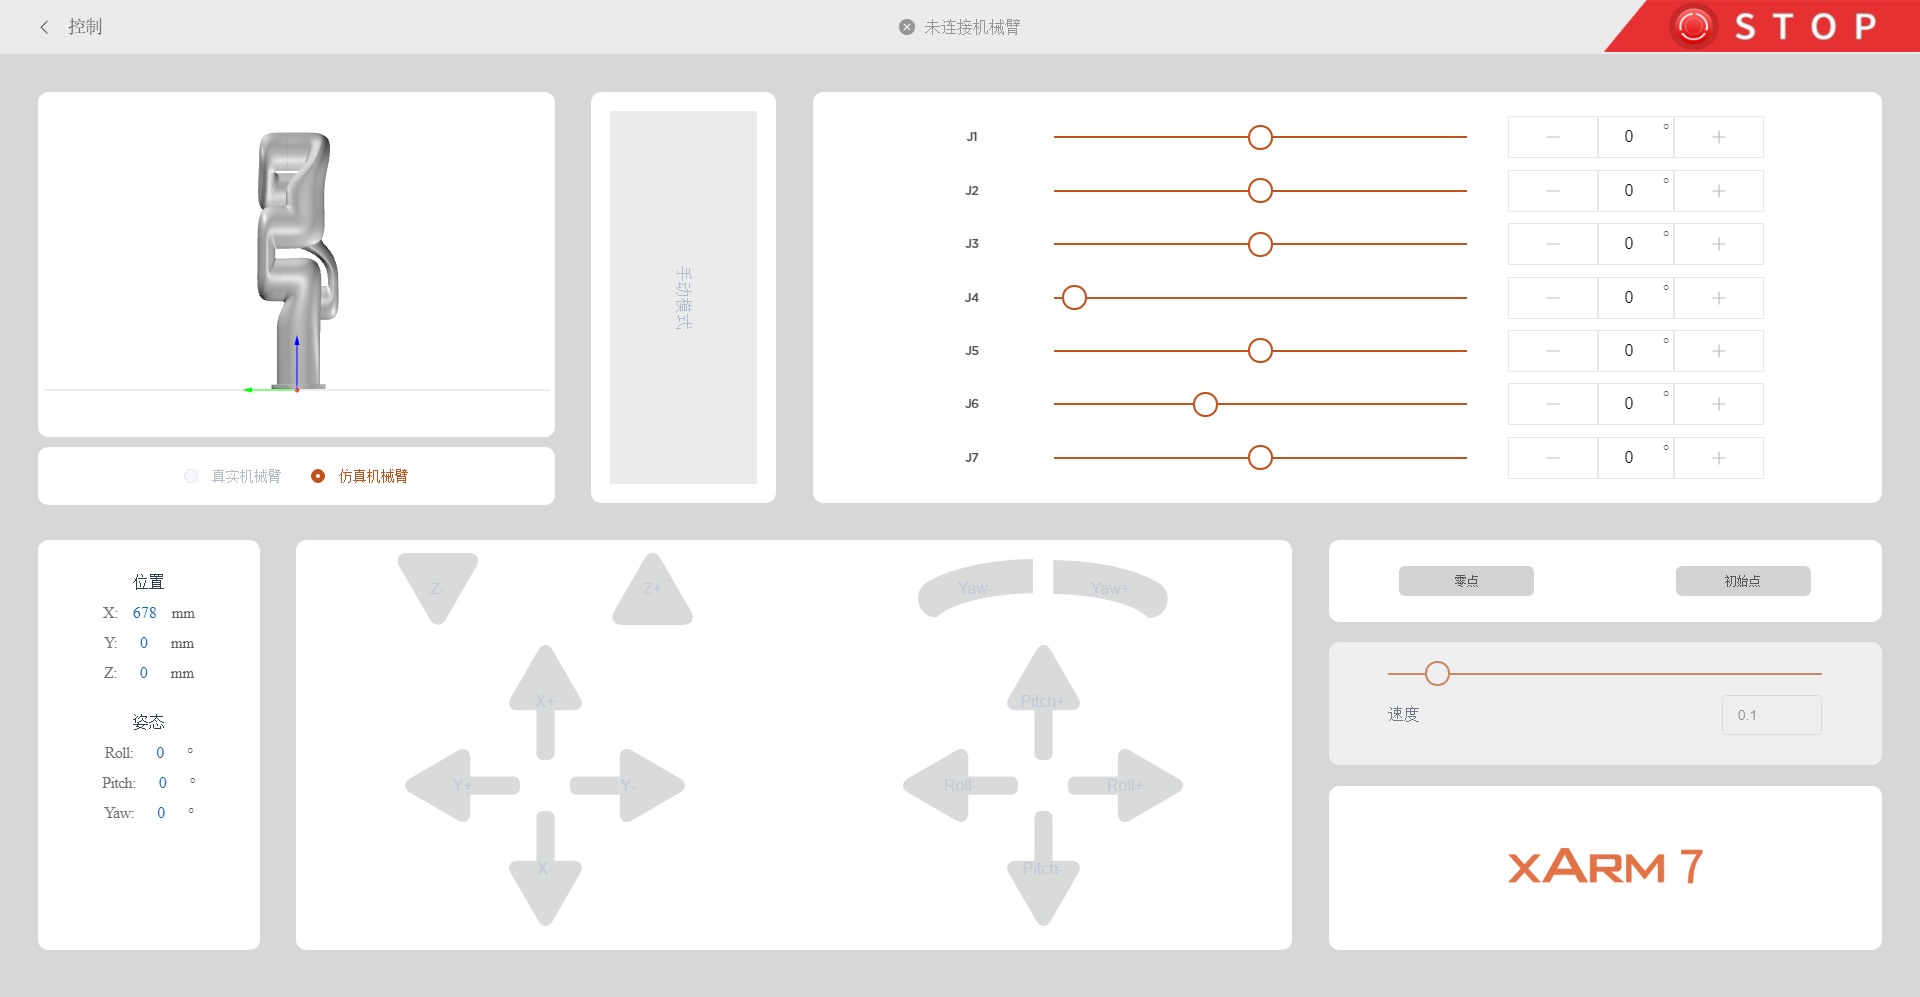 控制
未连接机械臂
STOP
手动模式
J1 0 °
J2 0 °
J3 0 °
J4 0 °
J5 0 °
J6 0 °
J7 0 °
真实机械臂 仿真机械臂
位置
X: 678 mm
Y: 0 mm
Z: 0 mm
姿态
Roll: 0 °
Pitch: 0 °
Yaw: 0 °
Z- Z+ Yaw- Yaw+
X+ Pitch+
Y+ Y- Roll- Roll+
X- Pitch-
零点 初始点
速度 0.1
xARM 7